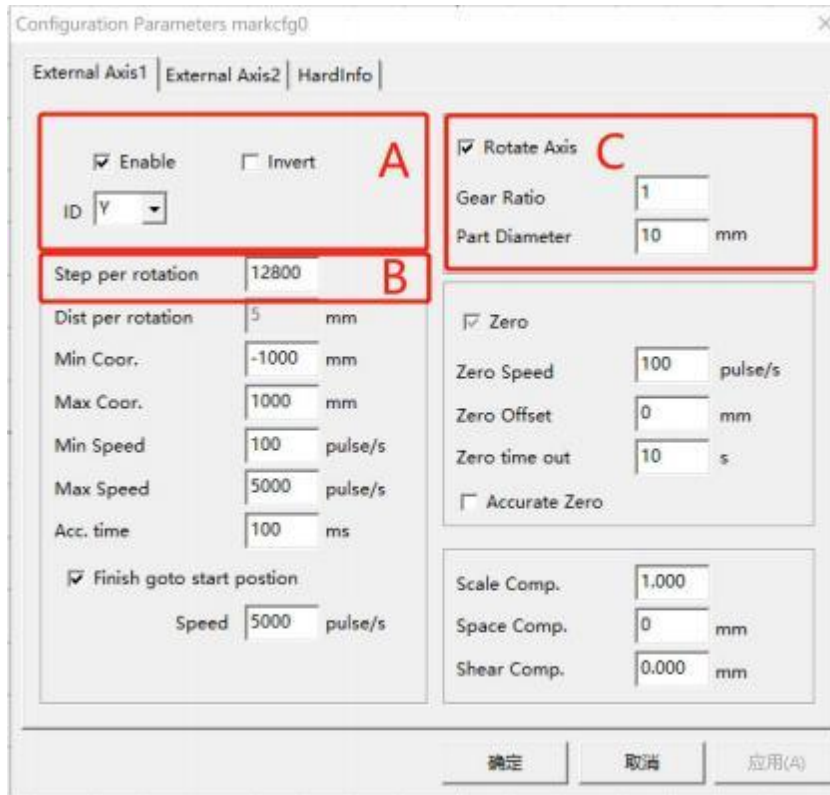 Configuration Parameters markcfg0
External Axis1 External Axis2 HardInfo
Enable Invert A
ID Y
Step per rotation 12800 B
Dist per rotation 5 mm
Min Coor. -1000 mm
Max Coor. 1000 mm
Min Speed 100 pulse/s
Max Speed 5000 pulse/s
Acc. time 100 ms
Finish goto start postion
Speed 5000 pulse/s
Rotate Axis C
Gear Ratio 1
Part Diameter 10 mm
Zero
Zero Speed 100 pulse/s
Zero Offset 0 mm
Zero time out 10 s
Accurate Zero
Scale Comp. 1.000
Space Comp. 0 mm
Shear Comp. 0.000 mm
确定 取消 应用(A)